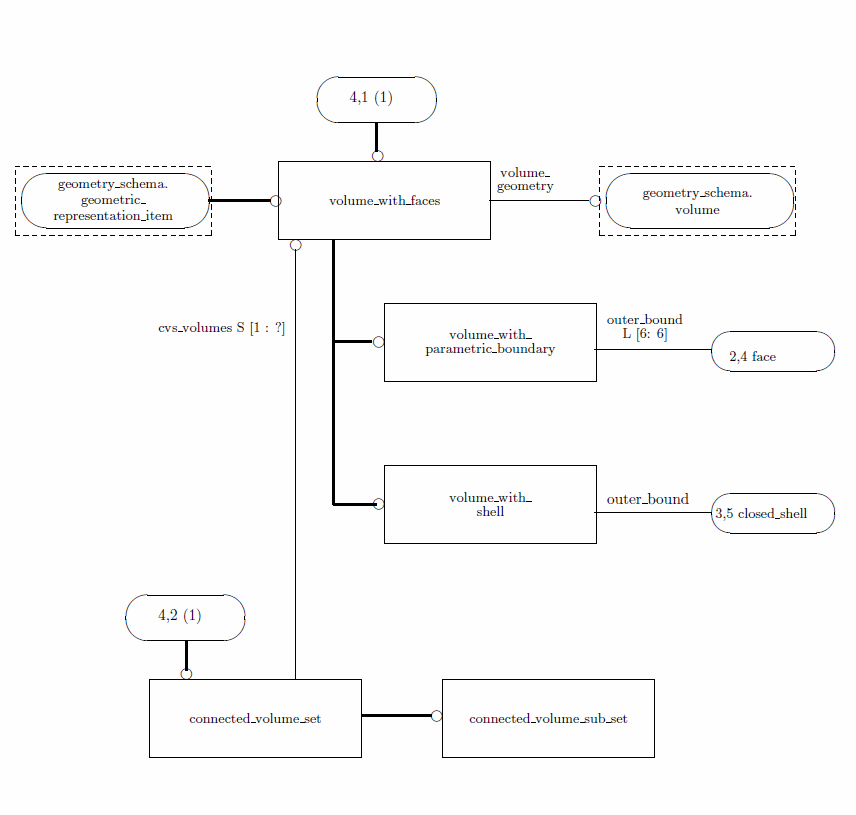 4,1 (1)
geometry_schema.
geometric_
representation_item
volume_with_faces
volume_
geometry
geometry_schema.
volume
cvs_volumes S [1 : ?]
volume_with_
parametric_boundary
outer_bound
L [6: 6]
2,4 face
volume_with_
shell
outer_bound
3,5 closed_shell
4,2 (1)
connected_volume_set
connected_volume_sub_set